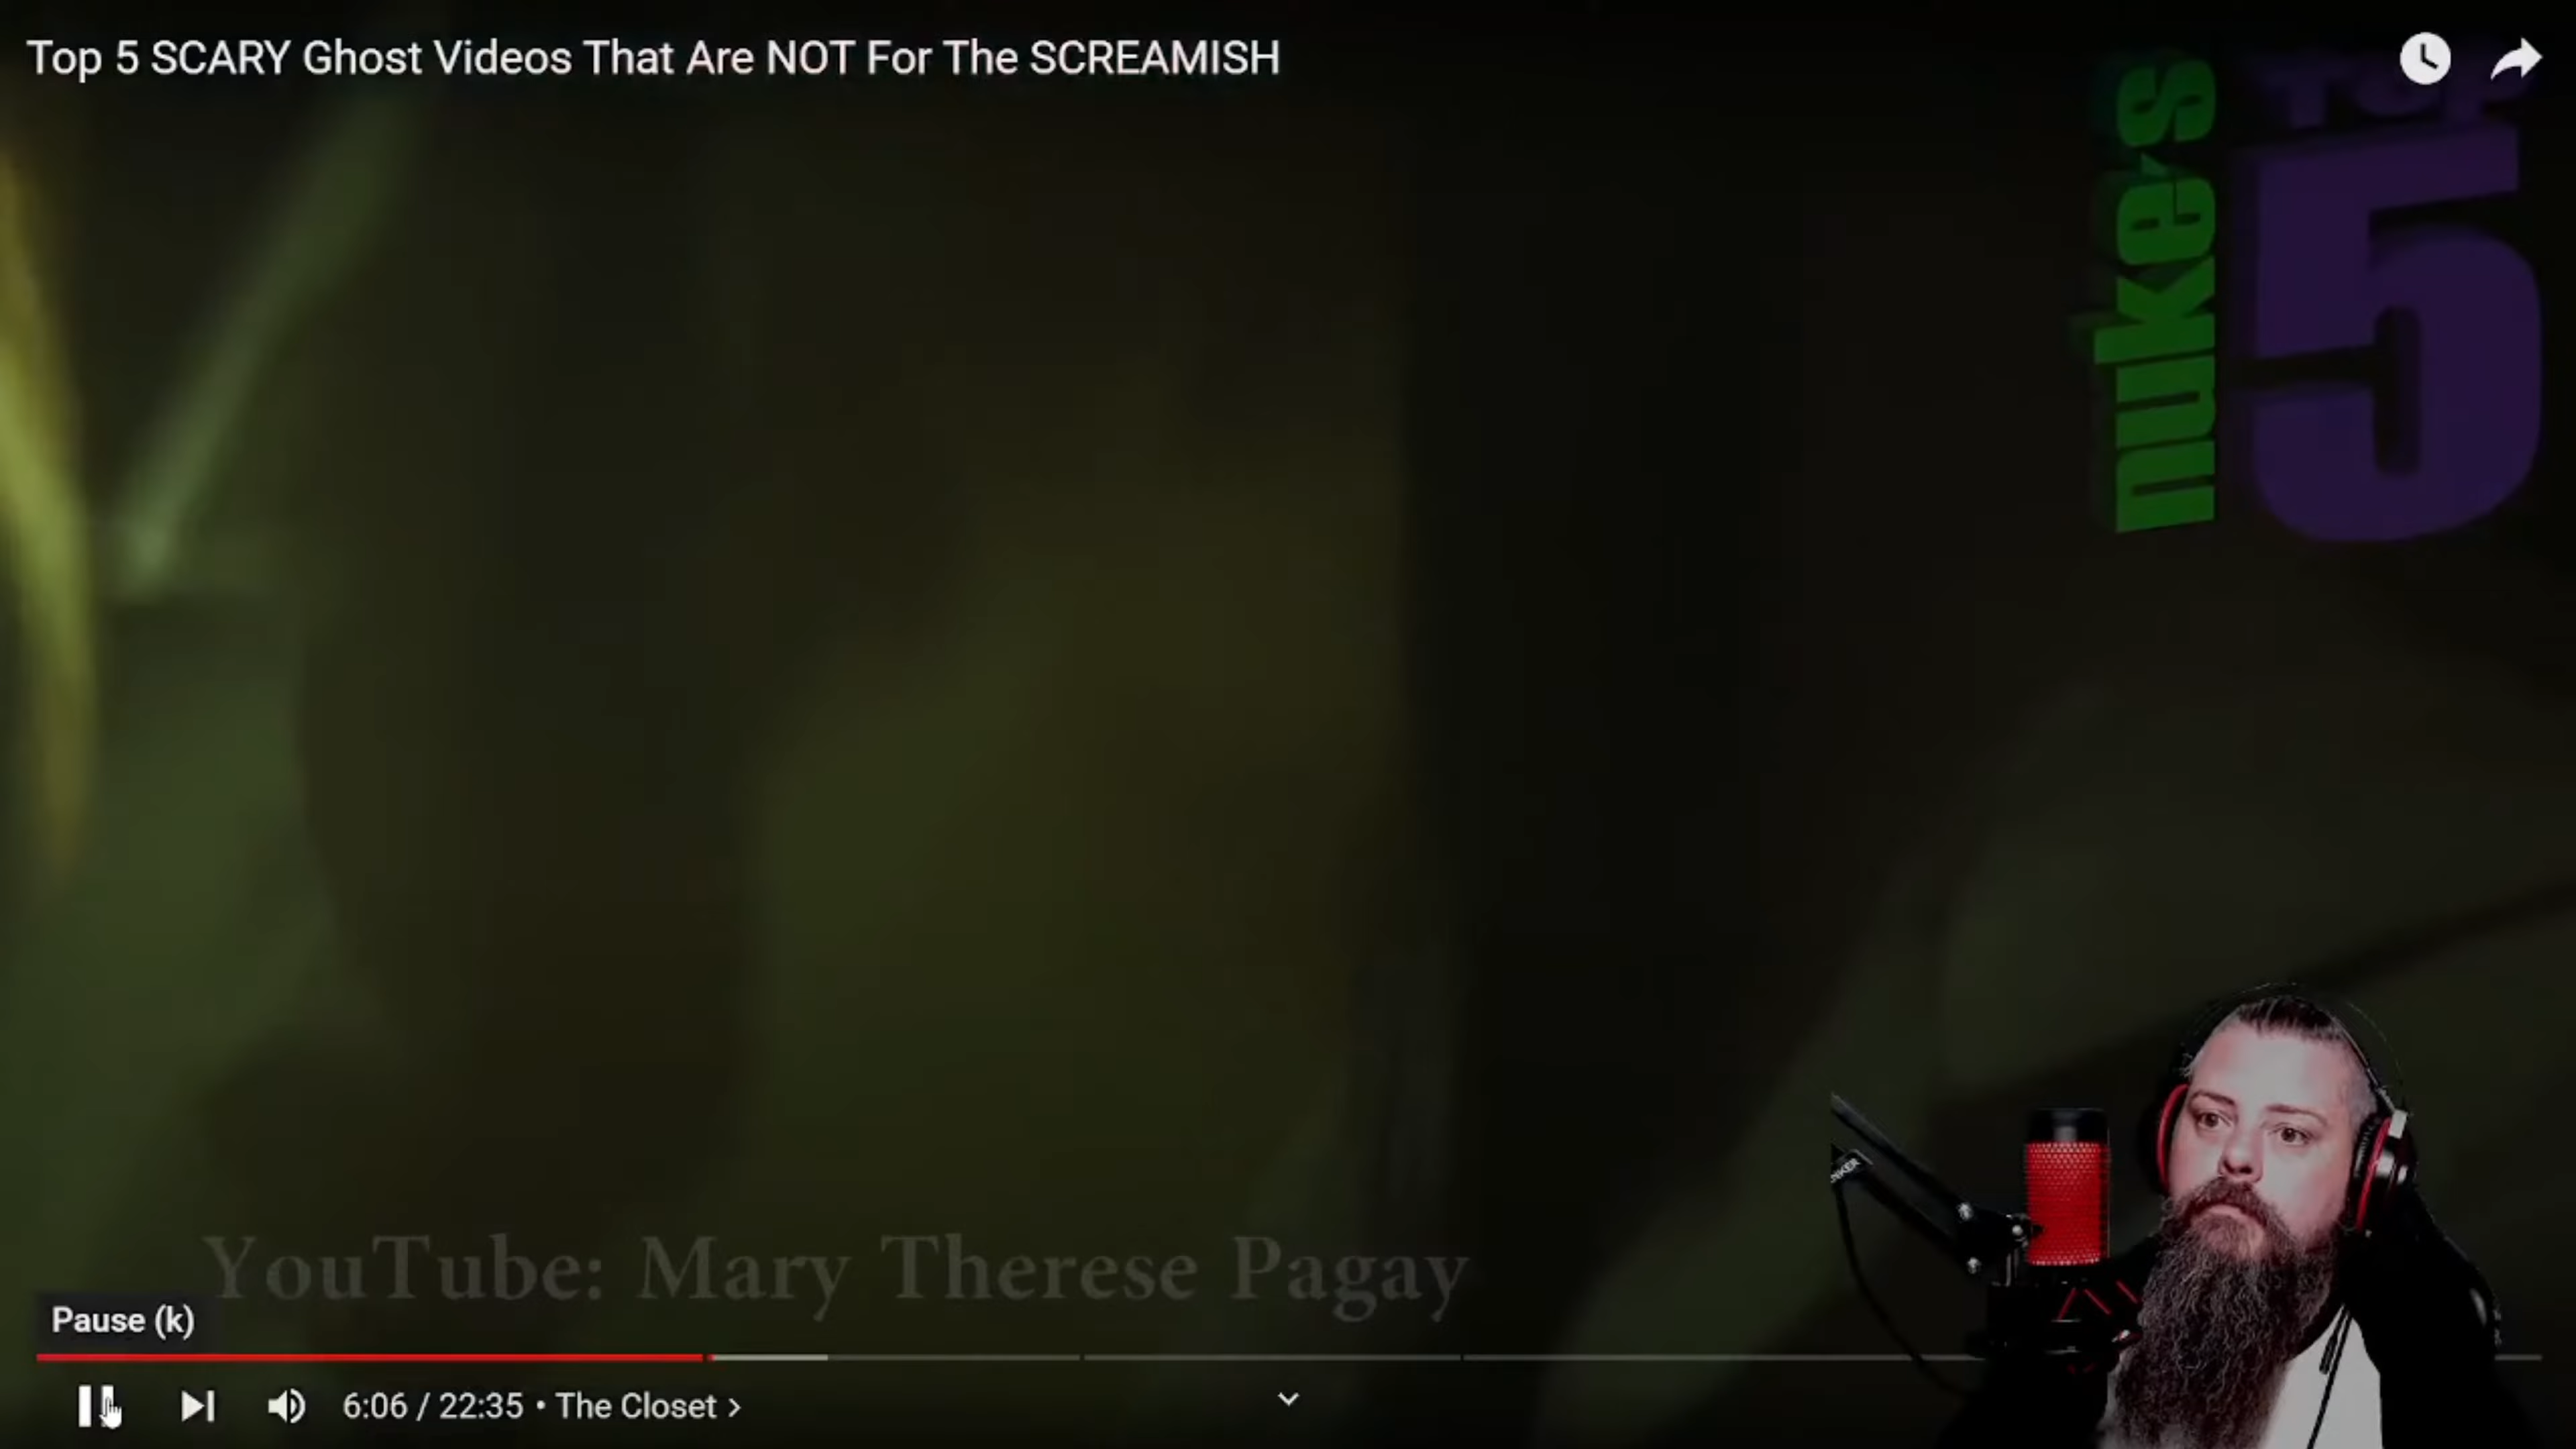 Top 5 SCARY Ghost Videos That Are NOT For The SCREAMISH
nuke's
TOP
5
YouTube: Mary Therese Pagay
Pause (k)
6:06 / 22:35 • The Closet ›